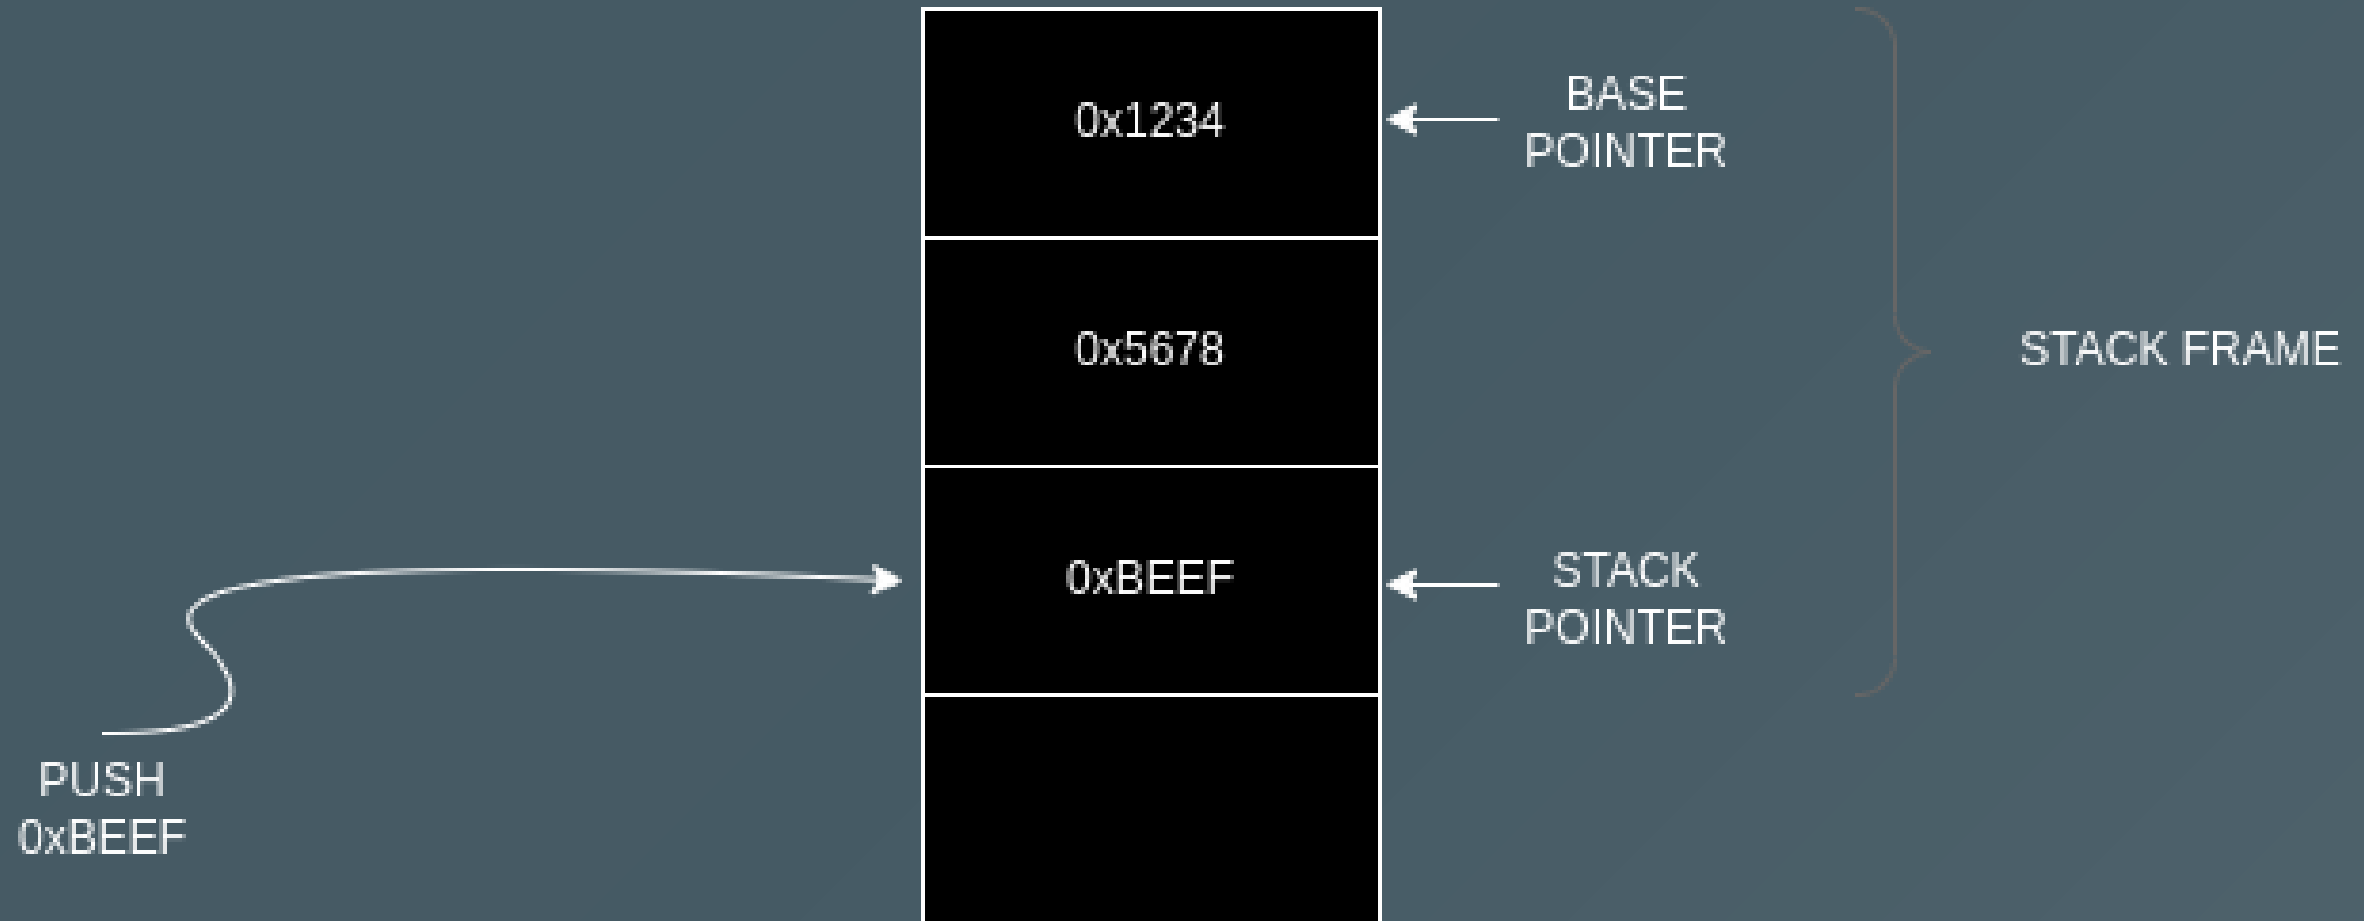 0x1234
BASE
POINTER
0x5678
STACK FRAME
0xBEEF
STACK
POINTER
PUSH
0xBEEF